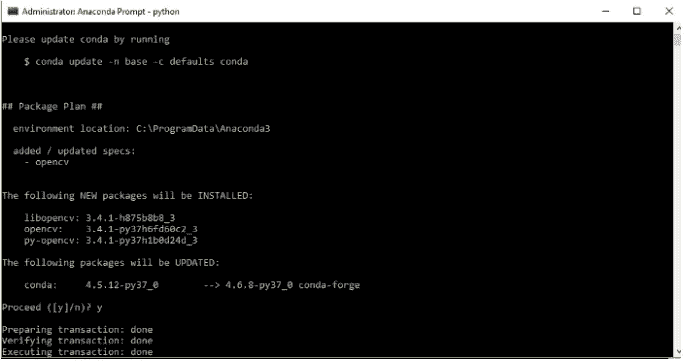 Administrator: Anaconda Prompt - python
Please update conda by running
$ conda update -n base -c defaults conda
## Package Plan ##
environment location: C:\ProgramData\Anaconda3
added / updated specs:
- opencv
The following NEW packages will be INSTALLED:
libopencv: 3.4.1-h875b8b8_3
opencv: 3.4.1-py37h6fd60c2_3
py-opencv: 3.4.1-py37h1b0d24d_3
The following packages will be UPDATED:
conda: 4.5.12-py37_0 --> 4.6.8-py37_0 conda-forge
Proceed ([y]/n)? y
Preparing transaction: done
Verifying transaction: done
Executing transaction: done